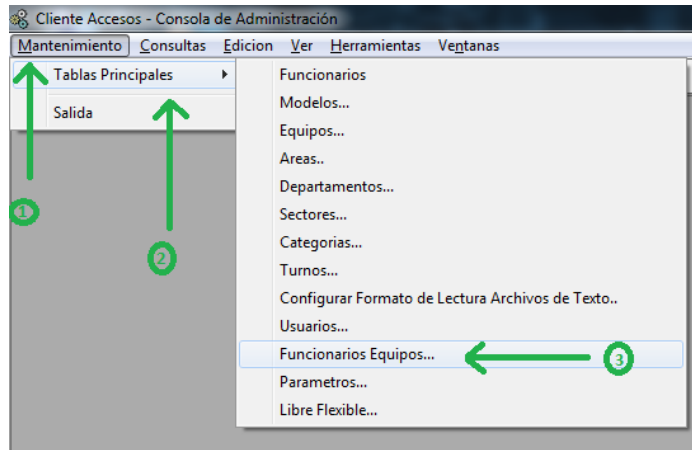 Cliente Accesos - Consola de Administración
Mantenimiento Consultas Edicion Ver Herramientas Ventanas
Tablas Principales
Salida
Funcionarios
Modelos...
Equipos...
Areas..
Departamentos...
Sectores...
Categorias...
Turnos...
Configurar Formato de Lectura Archivos de Texto..
Usuarios...
Funcionarios Equipos...
Parametros...
Libre Flexible...
1
2
3